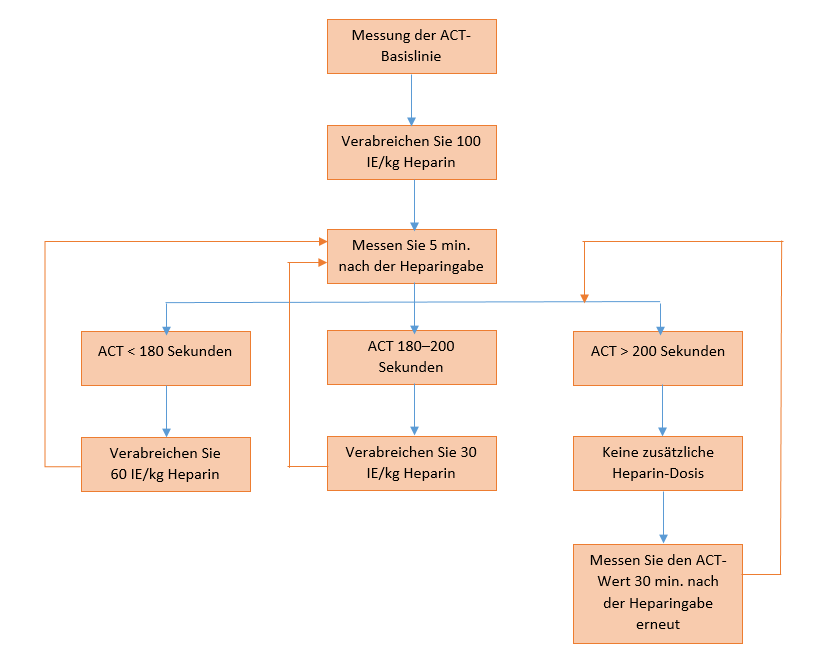 Messung der ACT-
Basislinie
Verabreichen Sie 100
IE/kg Heparin
Messen Sie 5 min.
nach der Heparingabe
ACT < 180 Sekunden
ACT 180–200
Sekunden
ACT > 200 Sekunden
Verabreichen Sie
60 IE/kg Heparin
Verabreichen Sie 30
IE/kg Heparin
Keine zusätzliche
Heparin-Dosis
Messen Sie den ACT-
Wert 30 min. nach
der Heparingabe
erneut